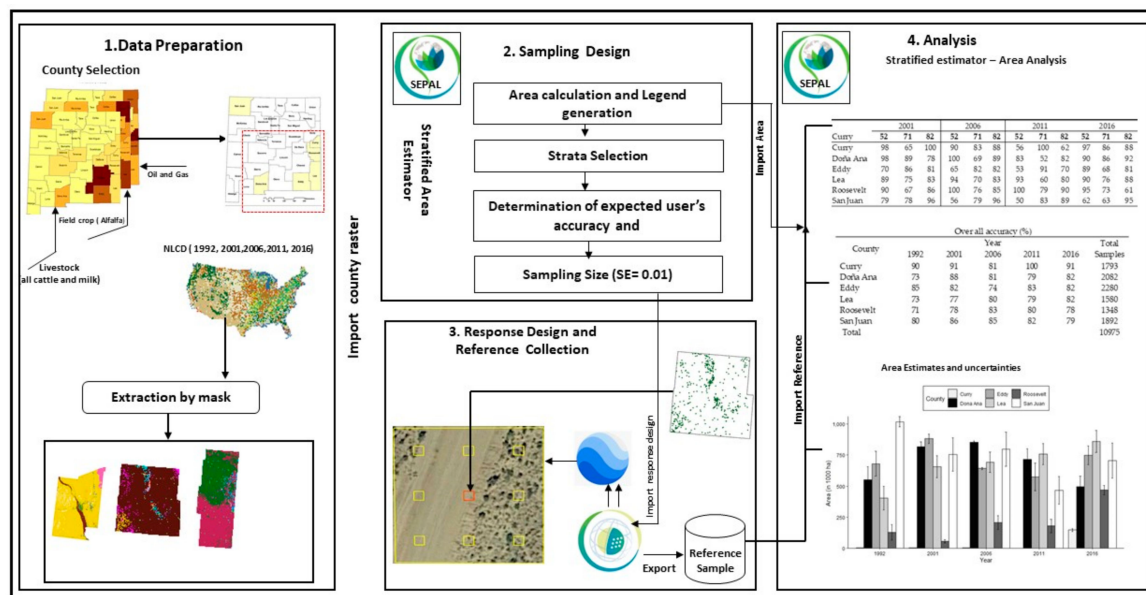 1.Data Preparation
County Selection
Oil and Gas
Field crop ( Alfalfa)
Livestock
(all cattle and milk)
NLCD ( 1992, 2001,2006,2011, 2016)
Extraction by mask
Import county raster
SEPAL
2. Sampling Design
Stratified Area
Estimator
Area calculation and Legend
generation
Strata Selection
Determination of expected user's
accuracy and
Sampling Size (SE= 0.01)
3. Response Design and
Reference Collection
Import response design
Export
Reference
Sample
Import Area
Import Reference
SEPAL
4. Analysis
Stratified estimator – Area Analysis
2001 2006 2011 2016
Curry 52 71 82 52 71 82 52 71 82 52 71 82
Curry 98 65 100 90 83 88 56 100 62 97 86 88
Doña Ana 98 89 78 100 69 89 83 52 82 90 86 92
Eddy 70 86 81 65 82 82 53 91 70 89 68 81
Lea 89 75 83 94 70 83 93 60 80 90 76 88
Roosevelt 90 67 86 100 76 85 100 79 90 95 73 61
San Juan 79 78 96 56 79 96 50 83 89 62 63 95
Over all accuracy (%)
County Year Total
1992 2001 2006 2011 2016 Samples
Curry 90 91 81 100 91 1793
Doña Ana 73 88 81 79 82 2082
Eddy 85 82 74 83 82 2280
Lea 73 77 80 79 82 1580
Roosevelt 71 78 83 80 78 1348
San Juan 80 86 85 82 79 1892
Total 10975
Area Estimates and uncertainties
County Curry Eddy Roosevelt
Dona Ana Lea San Juan
Area (in 1000 ha)
1,000
750
500
250
0
1992 2001 2006 2011 2016
Year